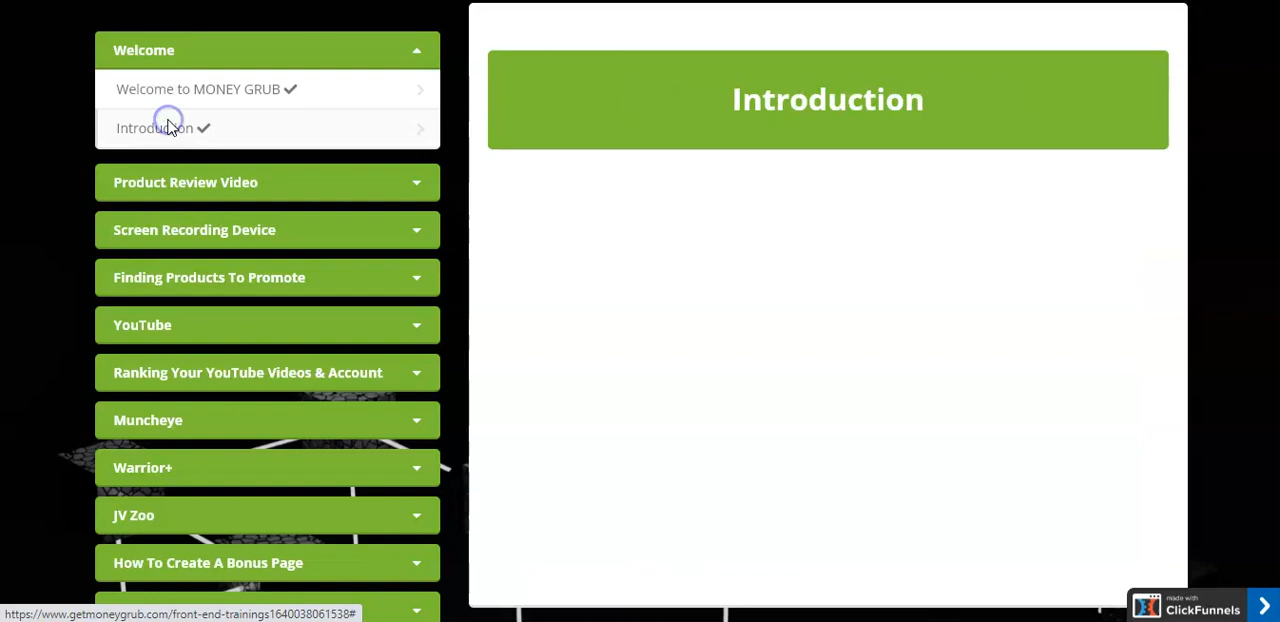 Welcome
Welcome to MONEY GRUB
Introduction
Product Review Video
Screen Recording Device
Finding Products To Promote
YouTube
Ranking Your YouTube Videos & Account
Muncheye
Warrior+
JV Zoo
How To Create A Bonus Page
Introduction
https://www.getmoneygrub.com/front-end-trainings1640038061538#
made with
ClickFunnels